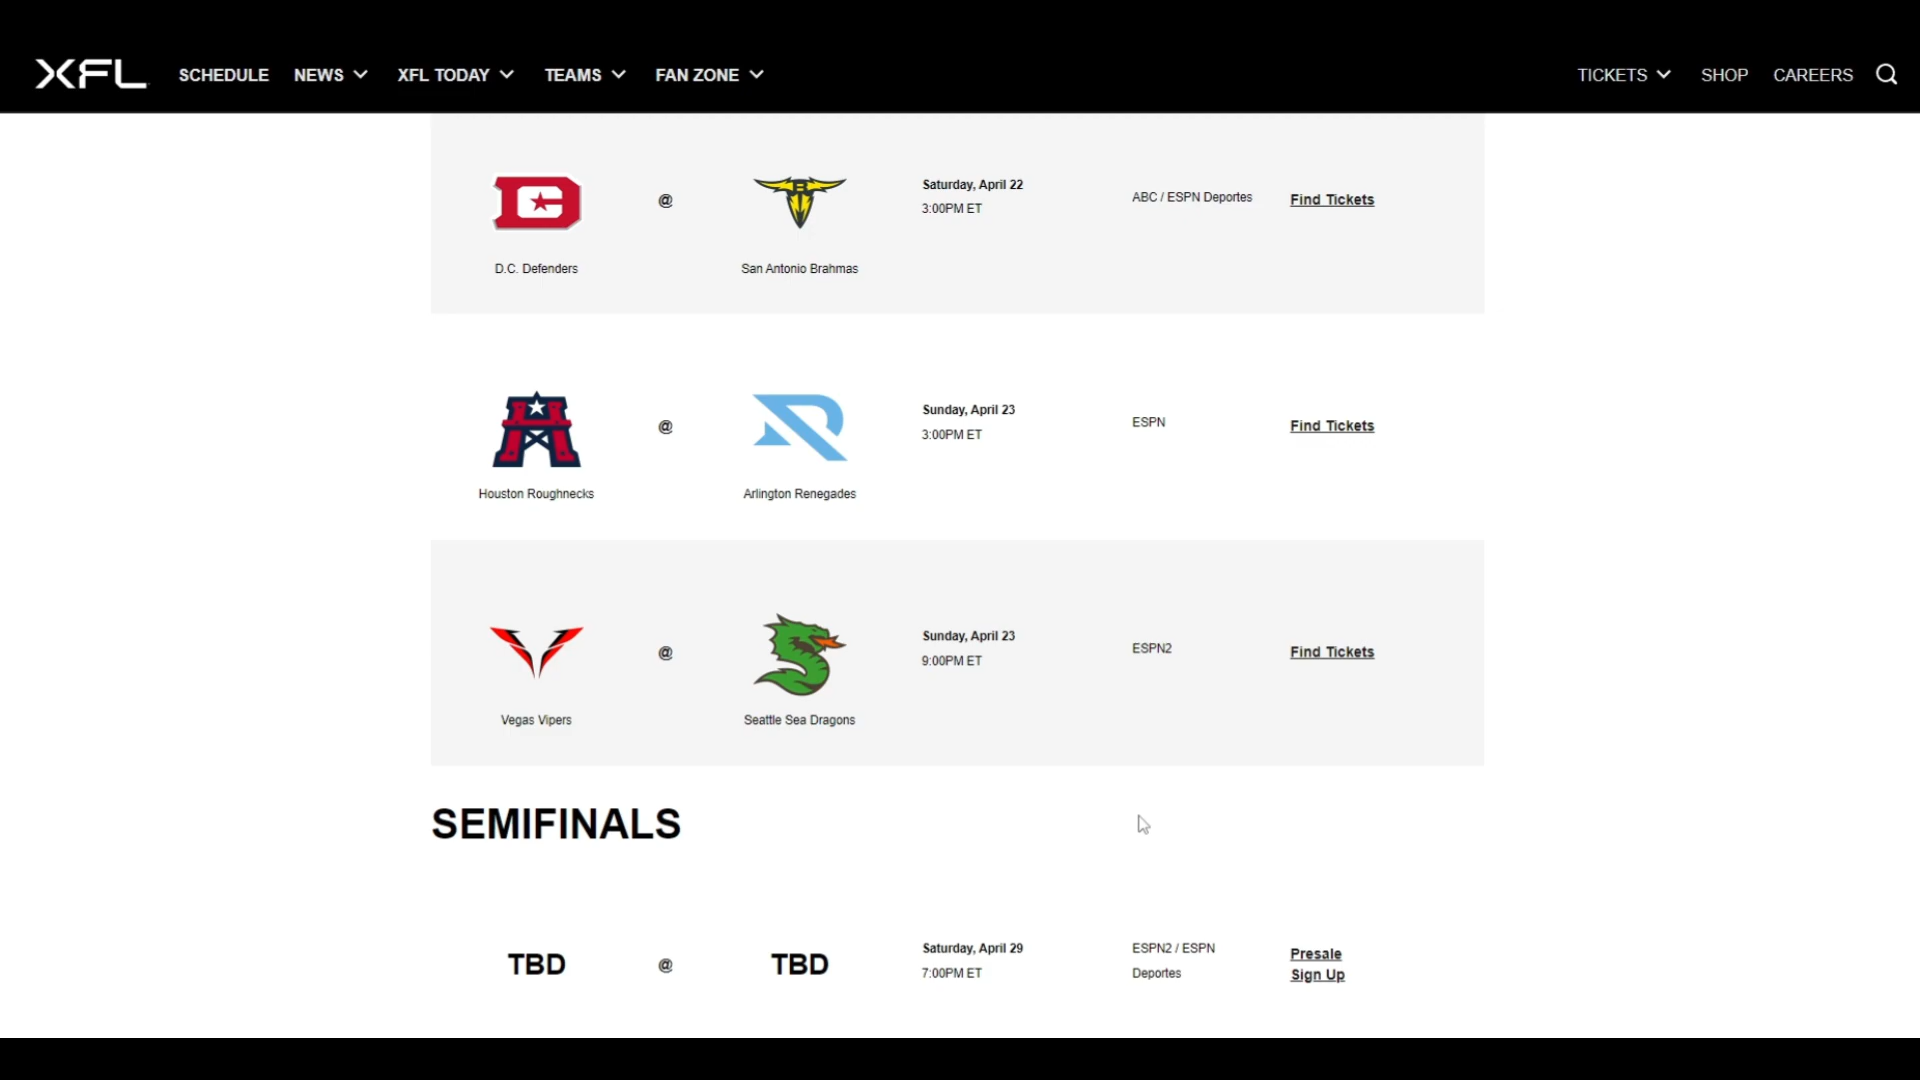 XFL SCHEDULE NEWS XFL TODAY TEAMS FAN ZONE TICKETS SHOP CAREERS
D.C. Defenders
@
San Antonio Brahmas
Saturday, April 22
3:00PM ET
ABC / ESPN Deportes
Find Tickets
Houston Roughnecks
@
Arlington Renegades
Sunday, April 23
3:00PM ET
ESPN
Find Tickets
Vegas Vipers
@
Seattle Sea Dragons
Sunday, April 23
9:00PM ET
ESPN2
Find Tickets
SEMIFINALS
TBD
@
TBD
Saturday, April 29
7:00PM ET
ESPN2 / ESPN
Deportes
Presale
Sign Up